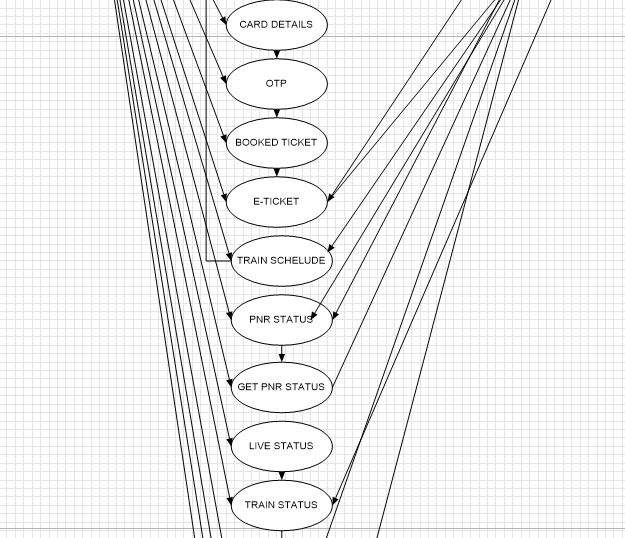 CARD DETAILS
OTP
BOOKED TICKET
E-TICKET
TRAIN SCHELUDE
PNR STATUS
GET PNR STATUS
LIVE STATUS
TRAIN STATUS